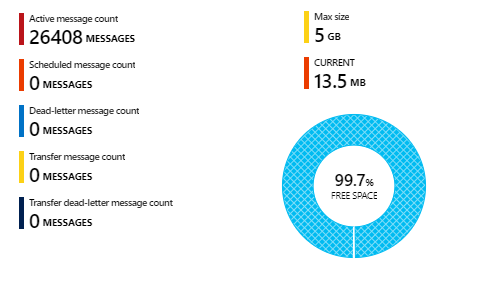 Active message count
26408 MESSAGES
Scheduled message count
0 MESSAGES
Dead-letter message count
0 MESSAGES
Transfer message count
0 MESSAGES
Transfer dead-letter message count
0 MESSAGES
Max size
5 GB
CURRENT
13.5 MB
99.7%
FREE SPACE